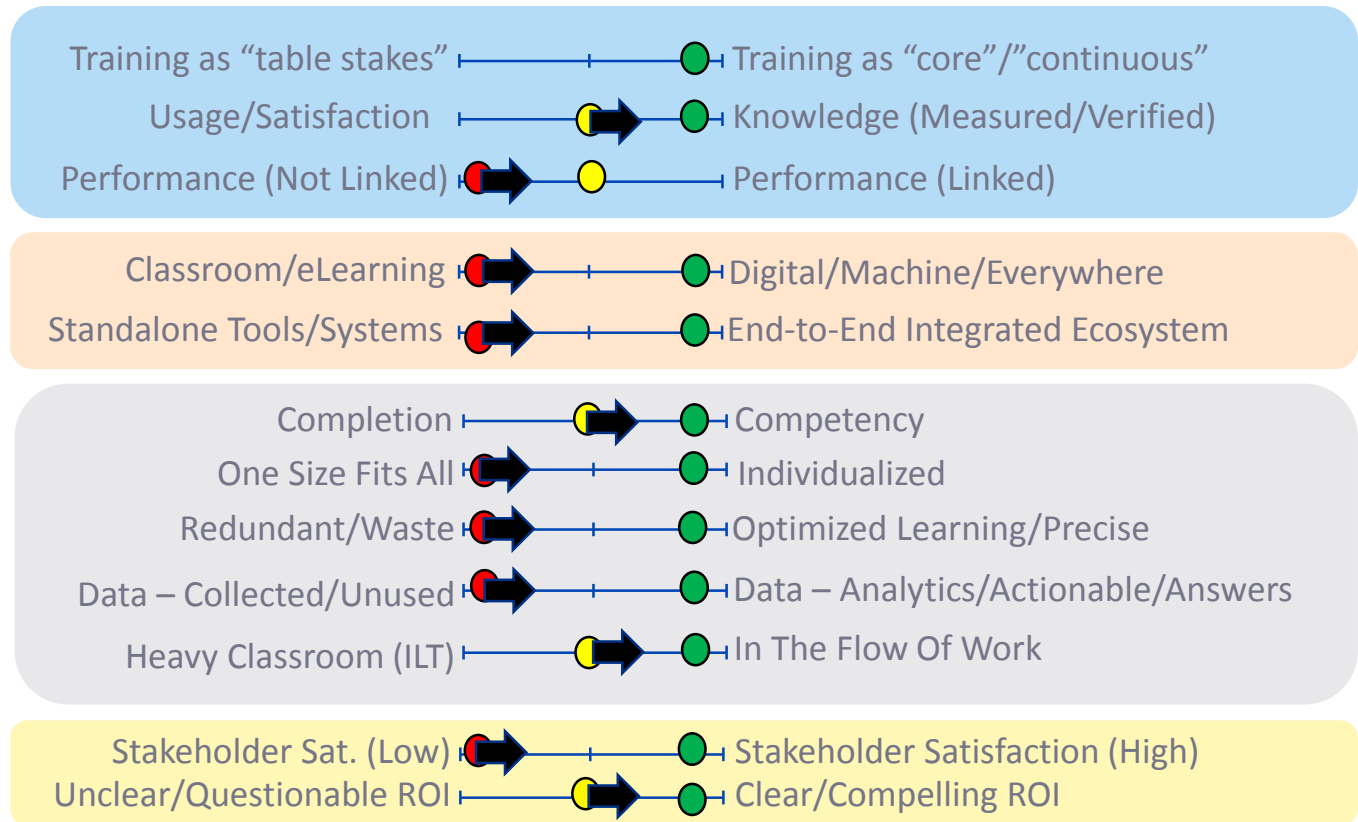 Training as “table stakes” Training as “core”/”continuous”
Usage/Satisfaction Knowledge (Measured/Verified)
Performance (Not Linked) Performance (Linked)
Classroom/eLearning Digital/Machine/Everywhere
Standalone Tools/Systems End-to-End Integrated Ecosystem
Completion Competency
One Size Fits All Individualized
Redundant/Waste Optimized Learning/Precise
Data – Collected/Unused Data – Analytics/Actionable/Answers
Heavy Classroom (ILT) In The Flow Of Work
Stakeholder Sat. (Low) Stakeholder Satisfaction (High)
Unclear/Questionable ROI Clear/Compelling ROI